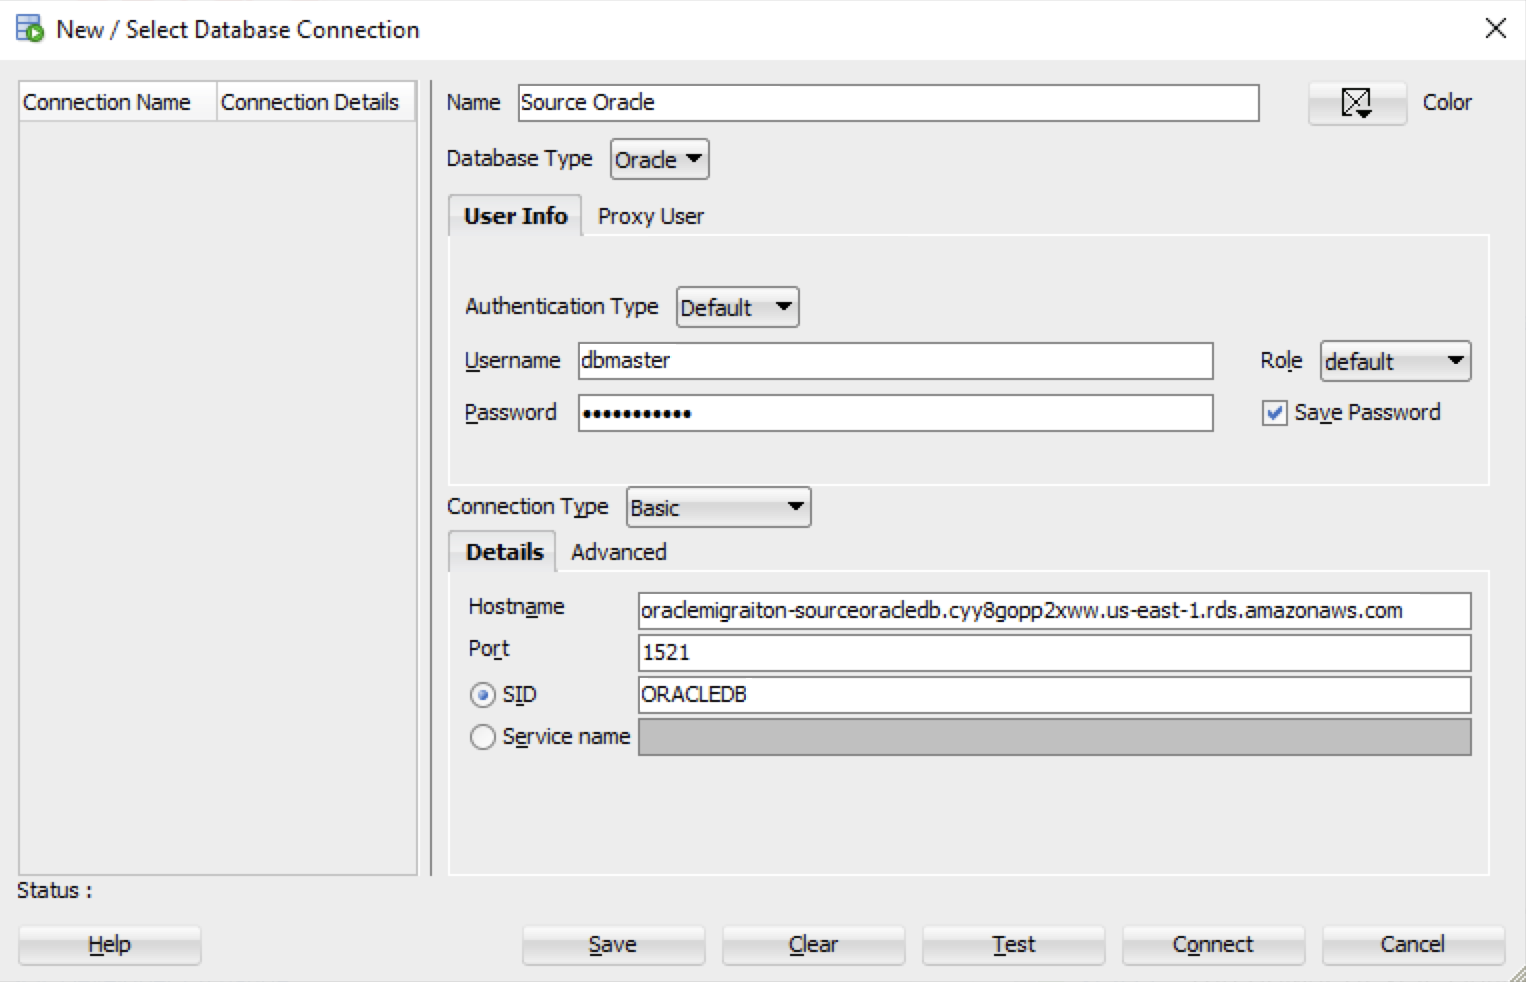 New / Select Database Connection
Connection Name Connection Details
Name Source Oracle Color
Database Type Oracle
User Info Proxy User
Authentication Type Default
Username dbmaster Role default
Password ●●●●●●●●●●● Save Password
Connection Type Basic
Details Advanced
Hostname oraclemigraiton-sourceoracledb.cyy8gopp2xww.us-east-1.rds.amazonaws.com
Port 1521
SID ORACLEDB
Service name
Status :
Help Save Clear Test Connect Cancel